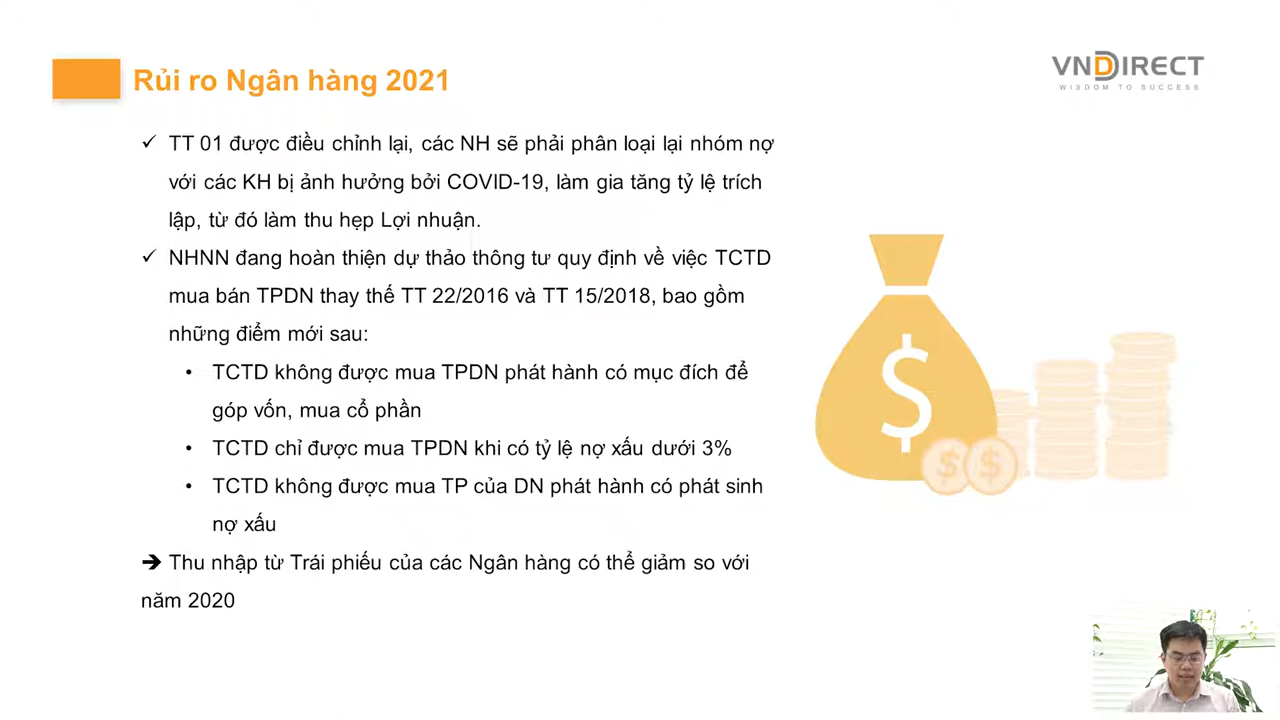 Rủi ro Ngân hàng 2021
VNDIRECT
WISDOM TO SUCCESS
✓ TT 01 được điều chỉnh lại, các NH sẽ phải phân loại lại nhóm nợ
với các KH bị ảnh hưởng bởi COVID-19, làm gia tăng tỷ lệ trích
lập, từ đó làm thu hẹp Lợi nhuận.
✓ NHNN đang hoàn thiện dự thảo thông tư quy định về việc TCTD
mua bán TPDN thay thế TT 22/2016 và TT 15/2018, bao gồm
những điểm mới sau:
• TCTD không được mua TPDN phát hành có mục đích để
góp vốn, mua cổ phần
• TCTD chỉ được mua TPDN khi có tỷ lệ nợ xấu dưới 3%
• TCTD không được mua TP của DN phát hành có phát sinh
nợ xấu
➔ Thu nhập từ Trái phiếu của các Ngân hàng có thể giảm so với
năm 2020
$
$ $